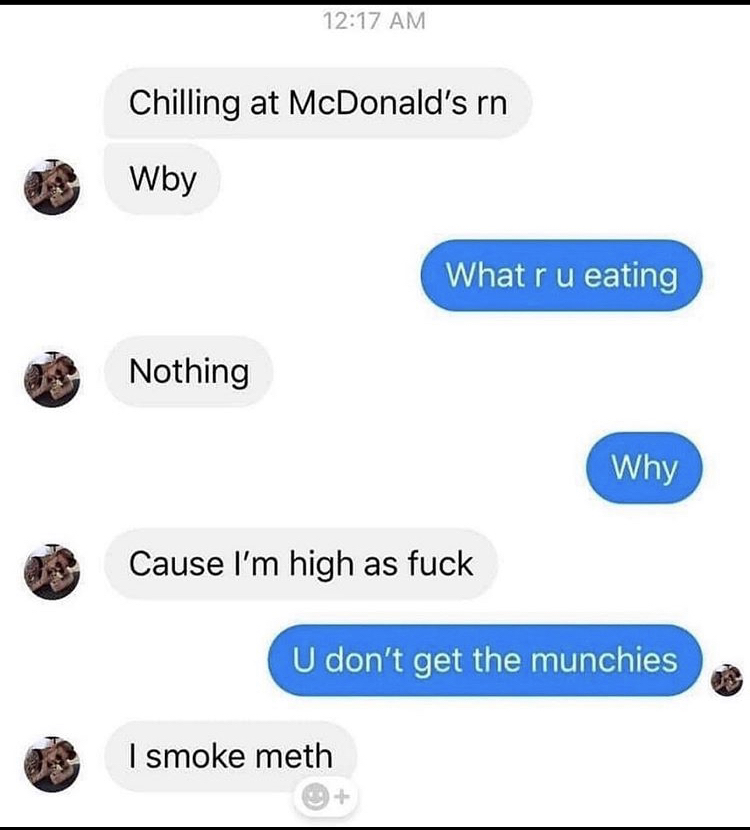 12:17 AM
Chilling at McDonald's rn
Wby
What r u eating
Nothing
Why
Cause I'm high as fuck
U don't get the munchies
I smoke meth